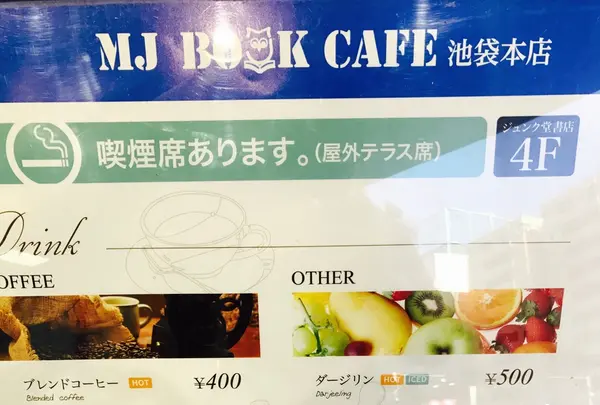 MJ BOOK CAFE 池袋本店
喫煙席あります。(屋外テラス席)
ジュンク堂書店
4F
Drink
OFFEE
OTHER
ブレンドコーヒー HOT ¥400
Blended coffee
ダージリン HOT ICED ¥500
Darjeeling